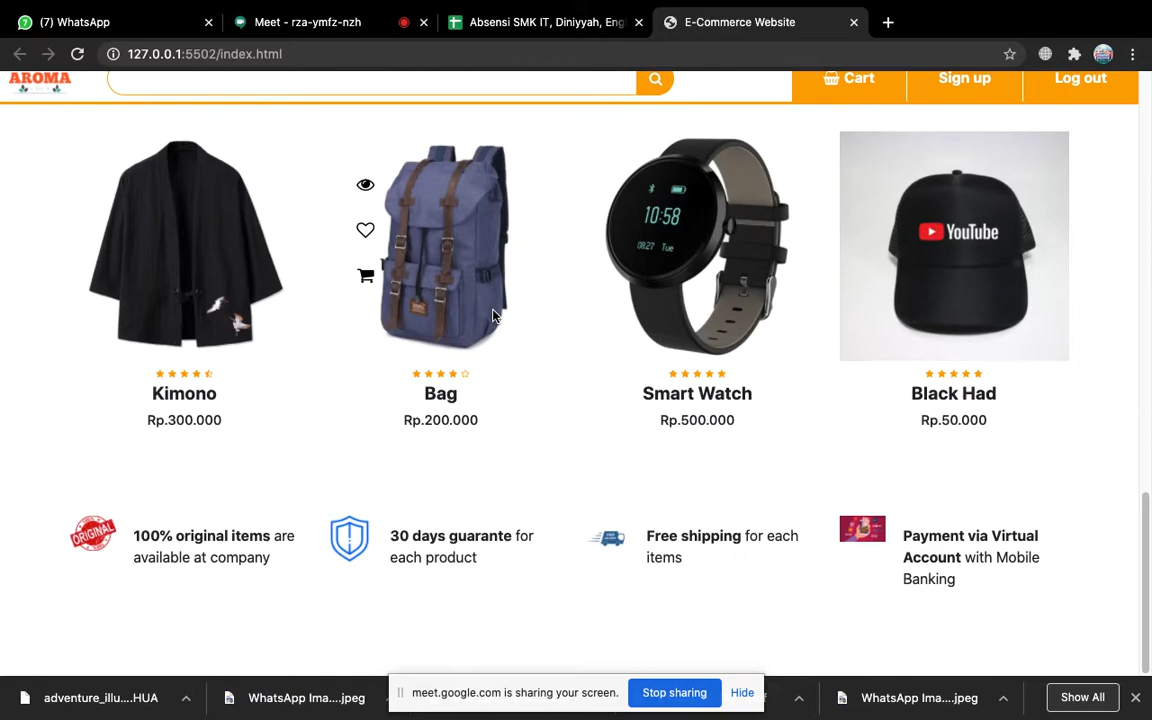 (7) WhatsApp
Meet - rza-ymfz-nzh
Absensi SMK IT, Diniyyah, Eng
E-Commerce Website
127.0.0.1:5502/index.html
AROMA
Cart
Sign up
Log out
10:58
08:27 Tue
YouTube
Kimono
Bag
Smart Watch
Black Had
Rp.300.000
Rp.200.000
Rp.500.000
Rp.50.000
ORIGINAL
100% original items are
available at company
30 days guarante for
each product
Free shipping for each
items
Payment via Virtual
Account with Mobile
Banking
adventure_illu....HUA
WhatsApp Ima....jpeg
meet.google.com is sharing your screen.
Stop sharing
Hide
WhatsApp Ima....jpeg
Show All